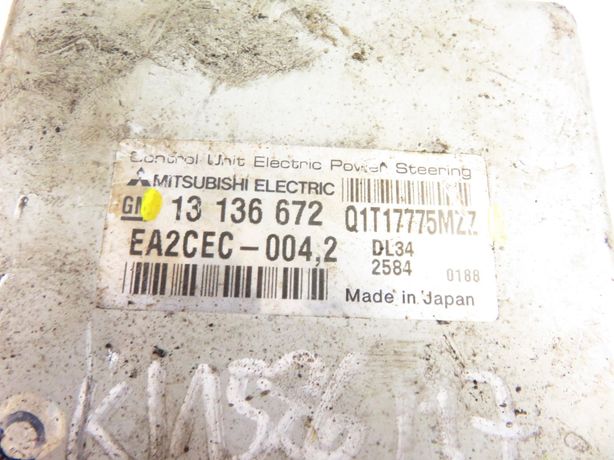 Control Unit Electric Power Steering
MITSUBISHI ELECTRIC
GM 13 136 672 Q1T17775MZZ
EA2CEC-004,2 DL34
2584 0188
Made in Japan